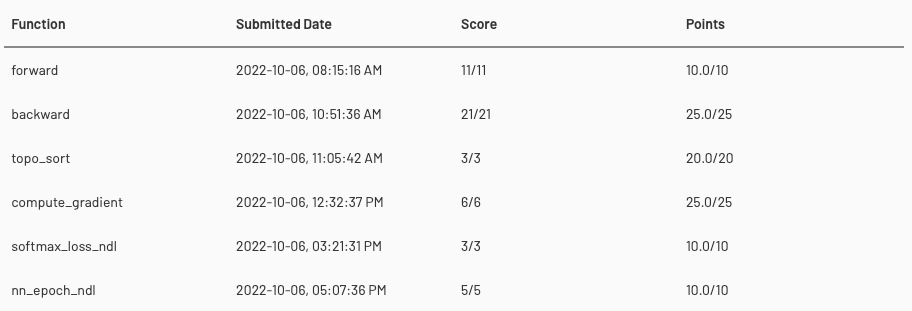 Function Submitted Date Score Points
forward 2022-10-06, 08:15:16 AM 11/11 10.0/10
backward 2022-10-06, 10:51:36 AM 21/21 25.0/25
topo_sort 2022-10-06, 11:05:42 AM 3/3 20.0/20
compute_gradient 2022-10-06, 12:32:37 PM 6/6 25.0/25
softmax_loss_ndl 2022-10-06, 03:21:31 PM 3/3 10.0/10
nn_epoch_ndl 2022-10-06, 05:07:36 PM 5/5 10.0/10